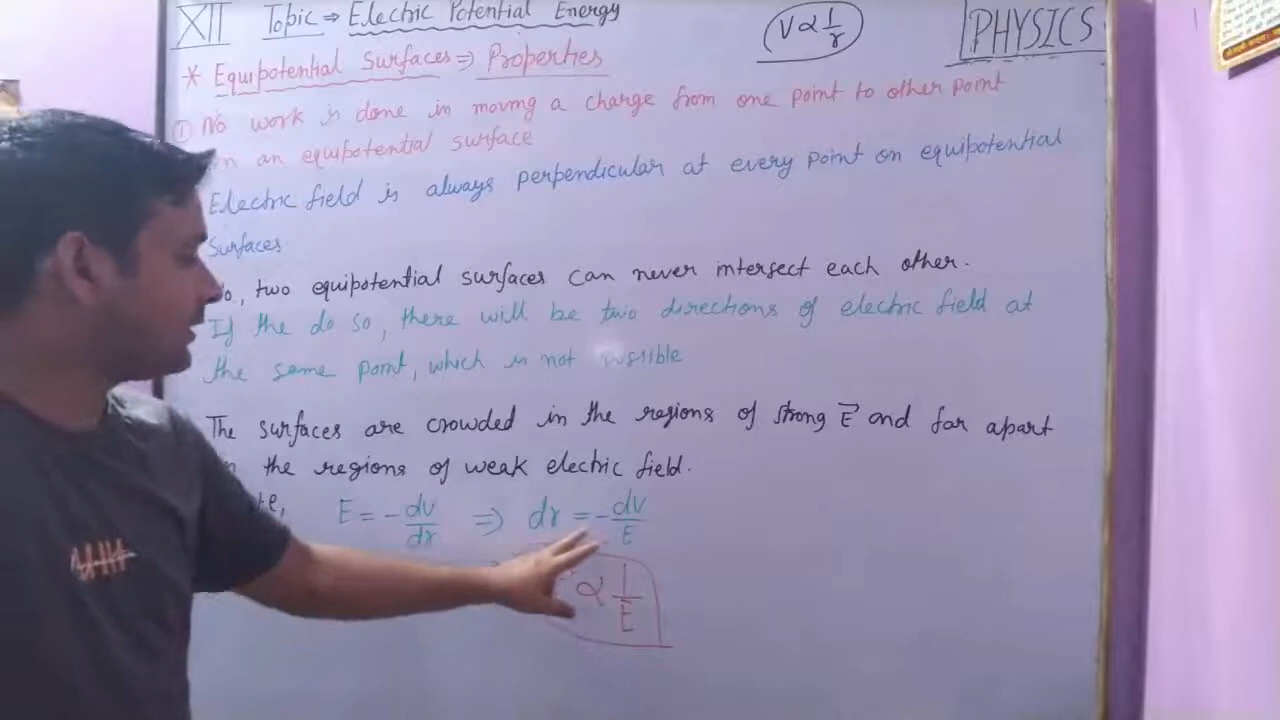 XII Topic ⇒ Electric Potential Energy
V ∝ 1/r
PHYSICS
* Equipotential Surfaces ⇒ Properties
① No work is done in moving a charge from one point to other point
on an equipotential surface
Electric field is always perpendicular at every point on equipotential
Surfaces.
two equipotential surfaces can never intersect each other.
If the do so, there will be two directions of electric field at
the same point, which is not
The surfaces are crowded in the regions of strong E⃗ and far apart
the regions of weak electric field.
E = - dv/dr ⇒ dr = - dv/E
∝ 1/E